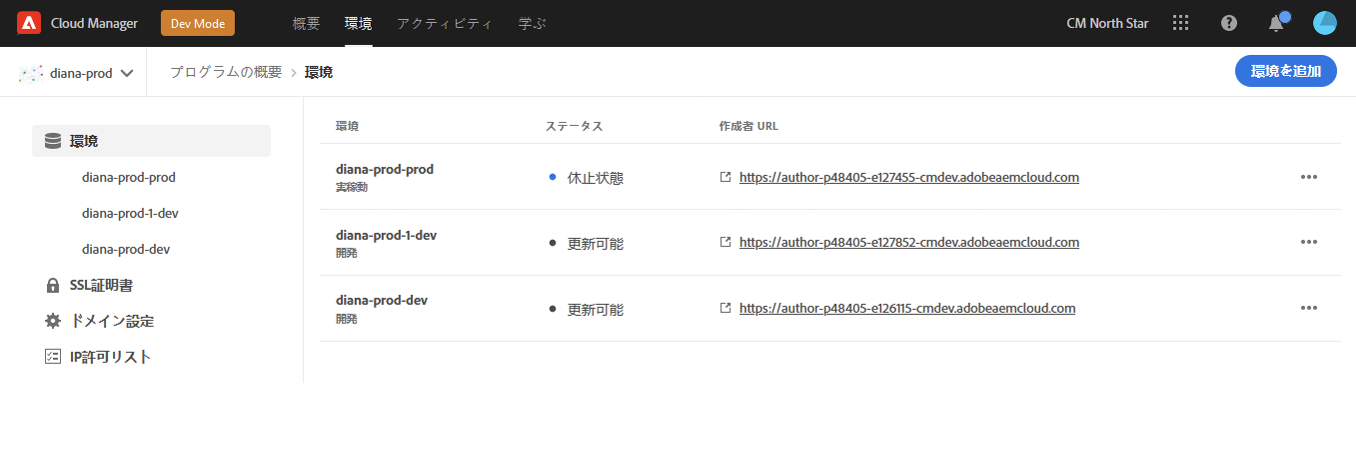 Cloud Manager Dev Mode 概要 環境 アクティビティ 学ぶ CM North Star
diana-prod プログラムの概要 環境 環境を追加
環境
diana-prod-prod
diana-prod-1-dev
diana-prod-dev
SSL証明書
ドメイン設定
IP許可リスト
環境 ステータス 作成者 URL
diana-prod-prod
実稼動
休止状態
https://author-p48405-e127455-cmdev.adobeaemcloud.com
diana-prod-1-dev
開発
更新可能
https://author-p48405-e127852-cmdev.adobeaemcloud.com
diana-prod-dev
開発
更新可能
https://author-p48405-e126115-cmdev.adobeaemcloud.com